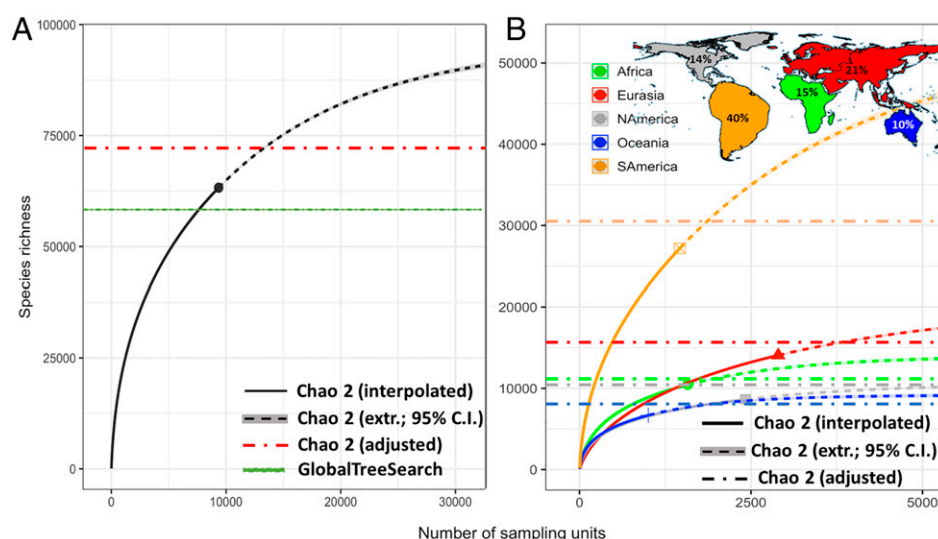 A
B
100000
75000
50000
25000
0
Species richness
0
10000
20000
30000
Chao 2 (interpolated)
Chao 2 (extr.; 95% C.I.)
Chao 2 (adjusted)
GlobalTreeSearch
50000
40000
30000
20000
10000
0
0
2500
5000
Africa
Eurasia
NAmerica
Oceania
SAmerica
14%
21%
15%
40%
10%
Chao 2 (interpolated)
Chao 2 (extr.; 95% C.I.)
Chao 2 (adjusted)
Number of sampling units